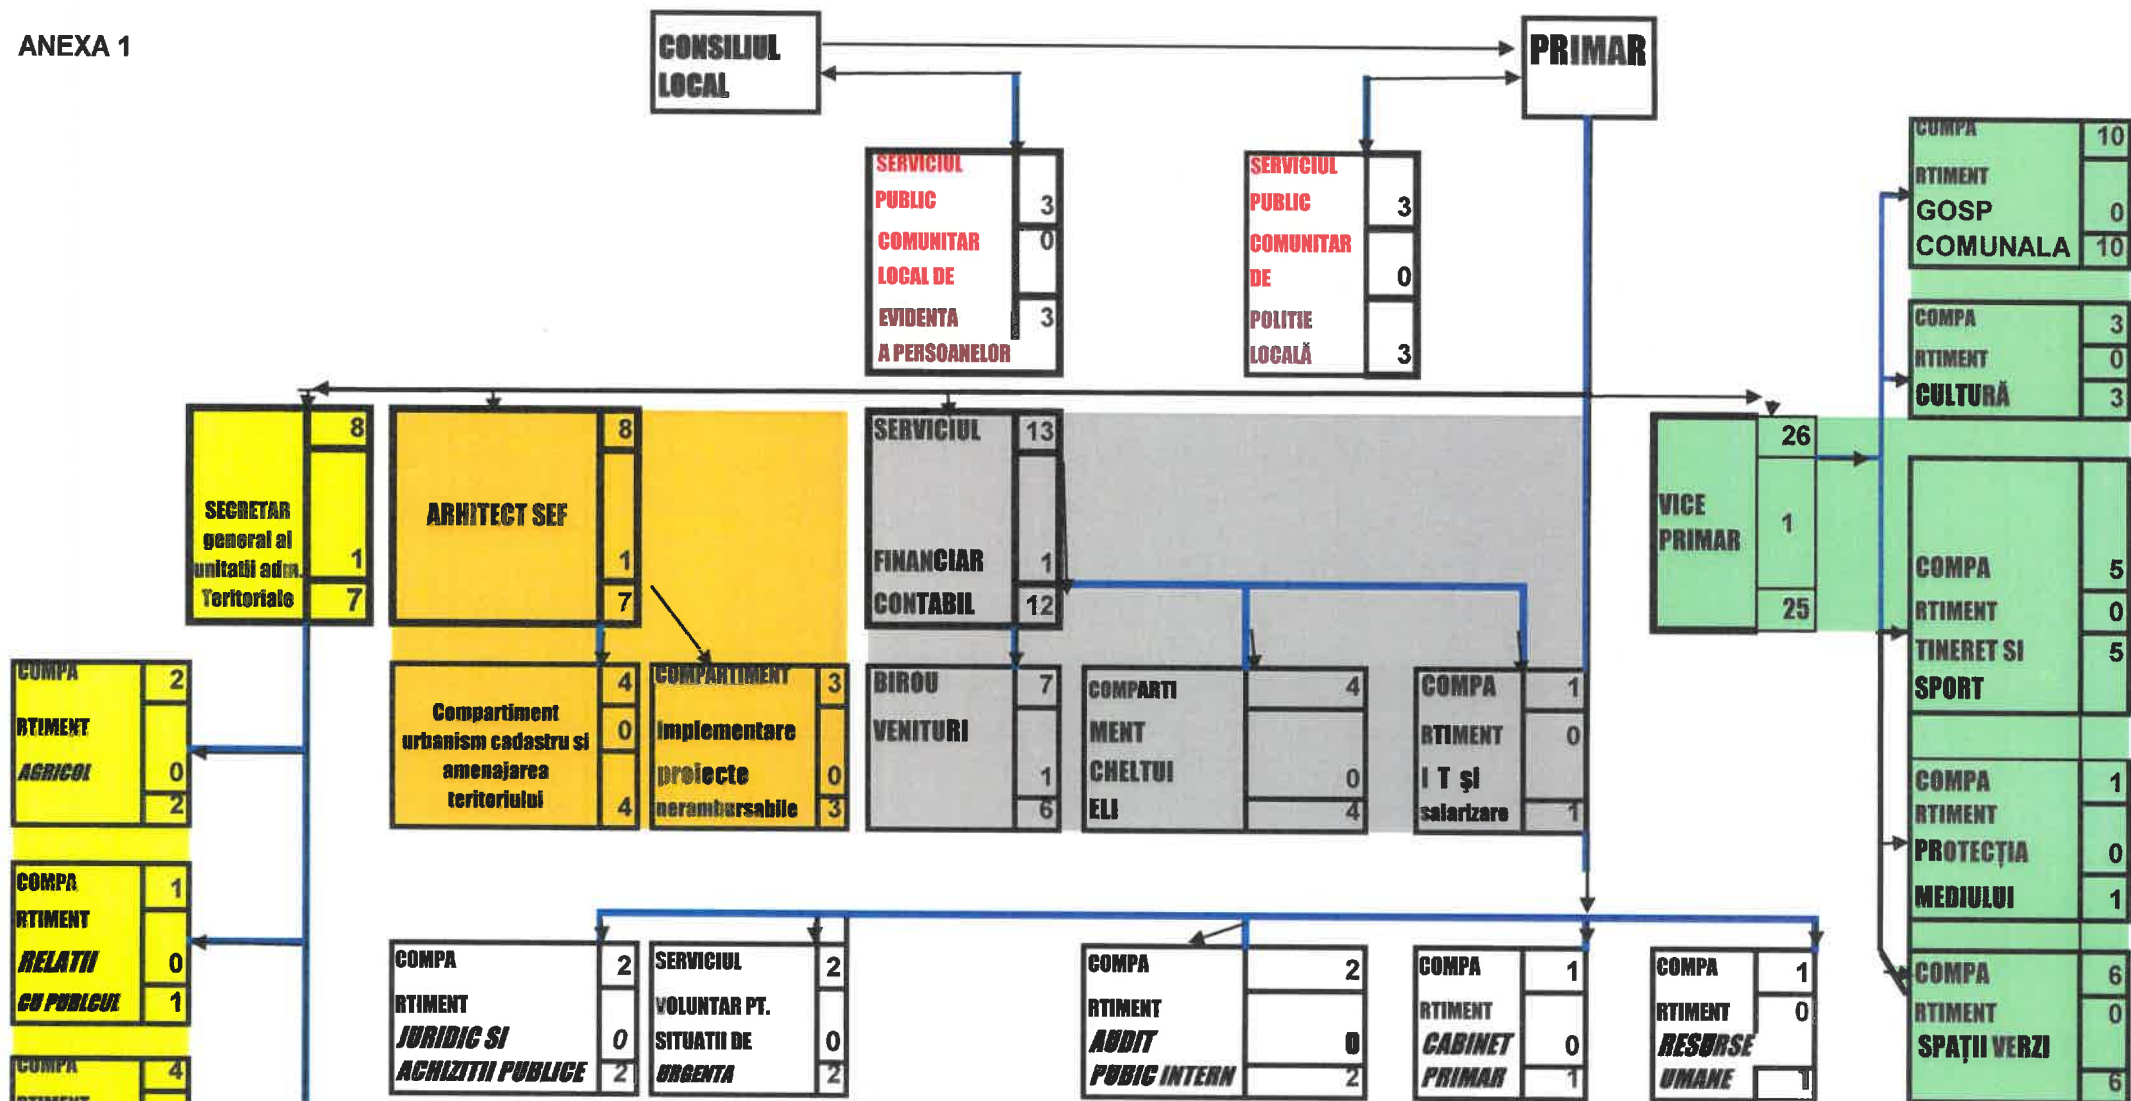 ANEXA 1
CONSILIUL
LOCAL
PRIMAR
SERVICIUL
PUBLIC 3
COMUNITAR 0
LOCAL DE
EVIDENTA 3
A PERSOANELOR
SERVICIUL
PUBLIC 3
COMUNITAR
DE 0
POLITIE
LOCALĂ 3
COMPA 10
RTIMENT
GOSP 0
COMUNALA 10
COMPA 3
RTIMENT 0
CULTURĂ 3
8
SECRETAR
general al
unitatii adm. 1
Teritoriale 7
8
ARHITECT SEF
1
7
SERVICIUL 13
FINANCIAR 1
CONTABIL 12
26
VICE
1
PRIMAR
25
COMPA 5
RTIMENT 0
TINERET SI 5
SPORT
COMPA 2
RTIMENT
AGRICOL 0
2
4
Compartiment
urbanism cadastru si 0
amenajarea
teritoriului 4
COMPARTIMENT 3
implementare
proiecte 0
nerambursabile 3
BIROU 7
VENITURI
1
6
COMPARTI 4
MENT
CHELTUI 0
ELI 4
COMPA 1
RTIMENT 0
I T și
salarizare 1
COMPA 1
RTIMENT
PROTECȚIA 0
MEDIULUI 1
COMPA 1
RTIMENT
RELATII 0
CU PUBLCUL 1
COMPA 2
RTIMENT
JURIDIC SI 0
ACHIZITII PUBLICE 2
SERVICIUL 2
VOLUNTAR PT.
SITUATII DE 0
URGENTA 2
COMPA 2
RTIMENT
AUDIT 0
PUBIC INTERN 2
COMPA 1
RTIMENT
CABINET 0
PRIMAR 1
COMPA 1
RTIMENT 0
RESURSE
UMANE 1
COMPA 6
RTIMENT 0
SPAȚII VERZI
6
COMPA 4
RTIMENT